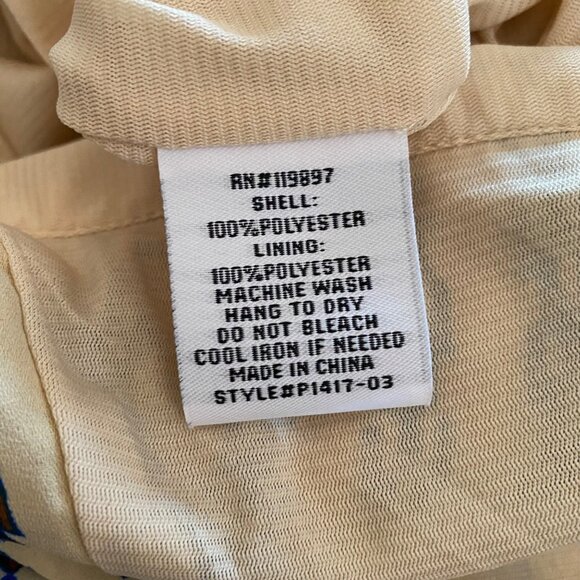 RN#119897
SHELL:
100%POLYESTER
LINING:
100%POLYESTER
MACHINE WASH
HANG TO DRY
DO NOT BLEACH
COOL IRON IF NEEDED
MADE IN CHINA
STYLE#P1417-03